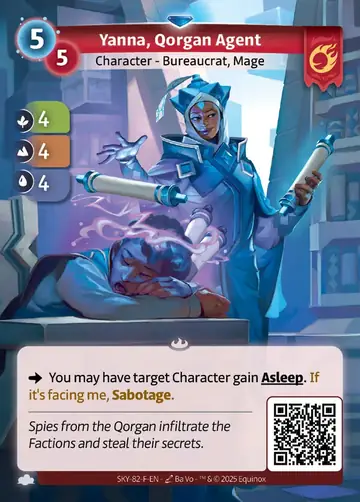 5
Yanna, Qorgan Agent
5
Character - Bureaucrat, Mage
4
4
4
You may have target Character gain Asleep. If
it's facing me, Sabotage.
Spies from the Qorgan infiltrate the
Factions and steal their secrets.
SKY-82-F-EN - Ba Vo - ™ & © 2025 Equinox